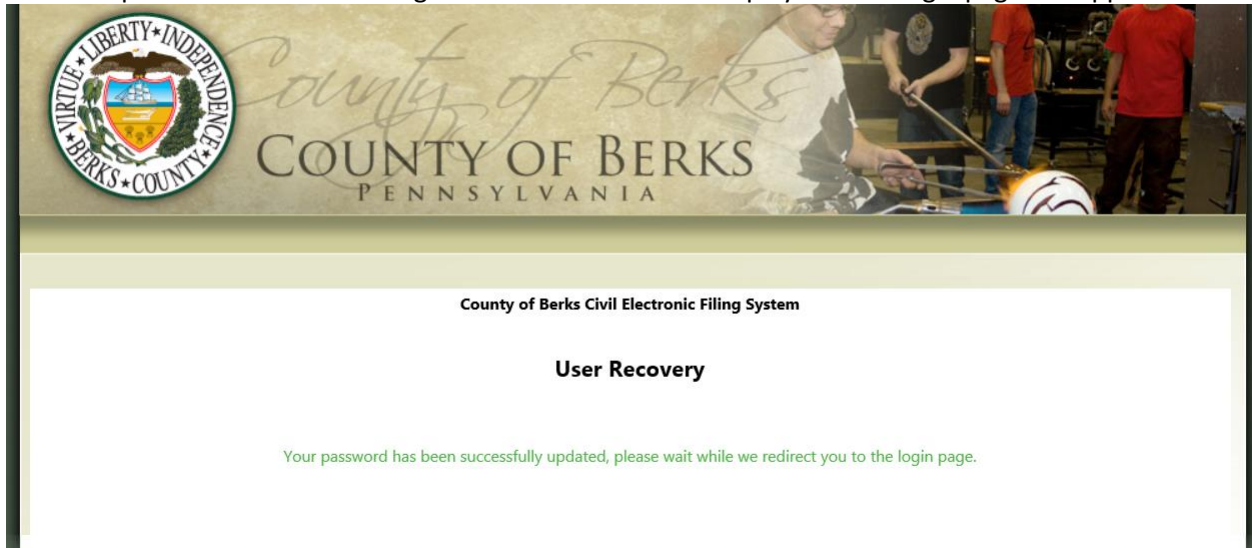 VIRTUE★LIBERTY★INDEPENDENCE★
BERKS★COUNTY
County of Berks
COUNTY OF BERKS
PENNSYLVANIA
County of Berks Civil Electronic Filing System
User Recovery
Your password has been successfully updated, please wait while we redirect you to the login page.